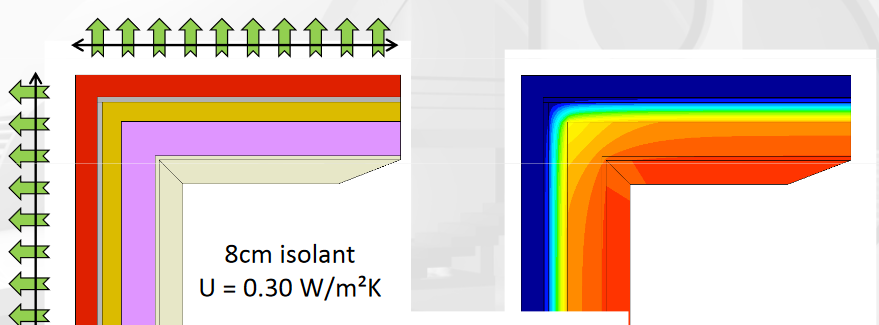 8cm isolant
U = 0.30 W/m²K